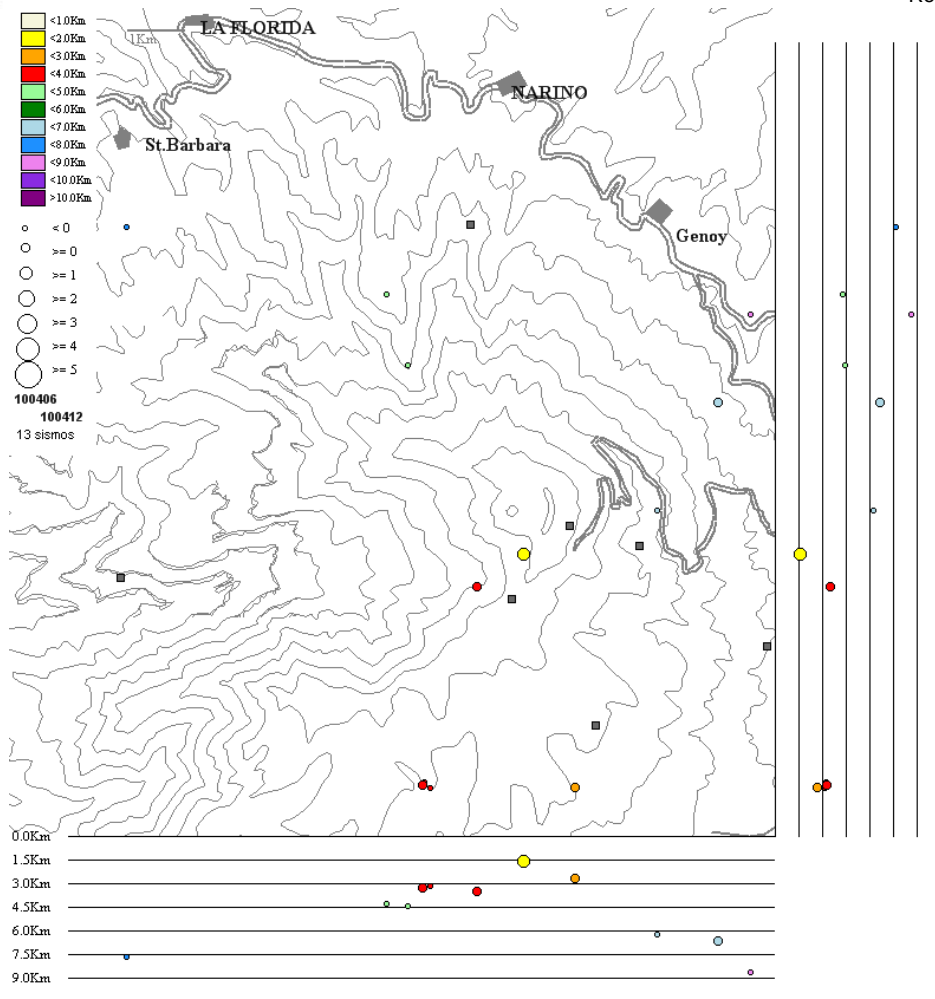 <1.0Km
<2.0Km
<3.0Km
<4.0Km
<5.0Km
<6.0Km
<7.0Km
<8.0Km
<9.0Km
<10.0Km
>10.0Km
< 0
>= 0
>= 1
>= 2
>= 3
>= 4
>= 5
100406
100412
13 sismos
LA FLORIDA
1Km
NARINO
St.Barbara
Genoy
0.0Km
1.5Km
3.0Km
4.5Km
6.0Km
7.5Km
9.0Km